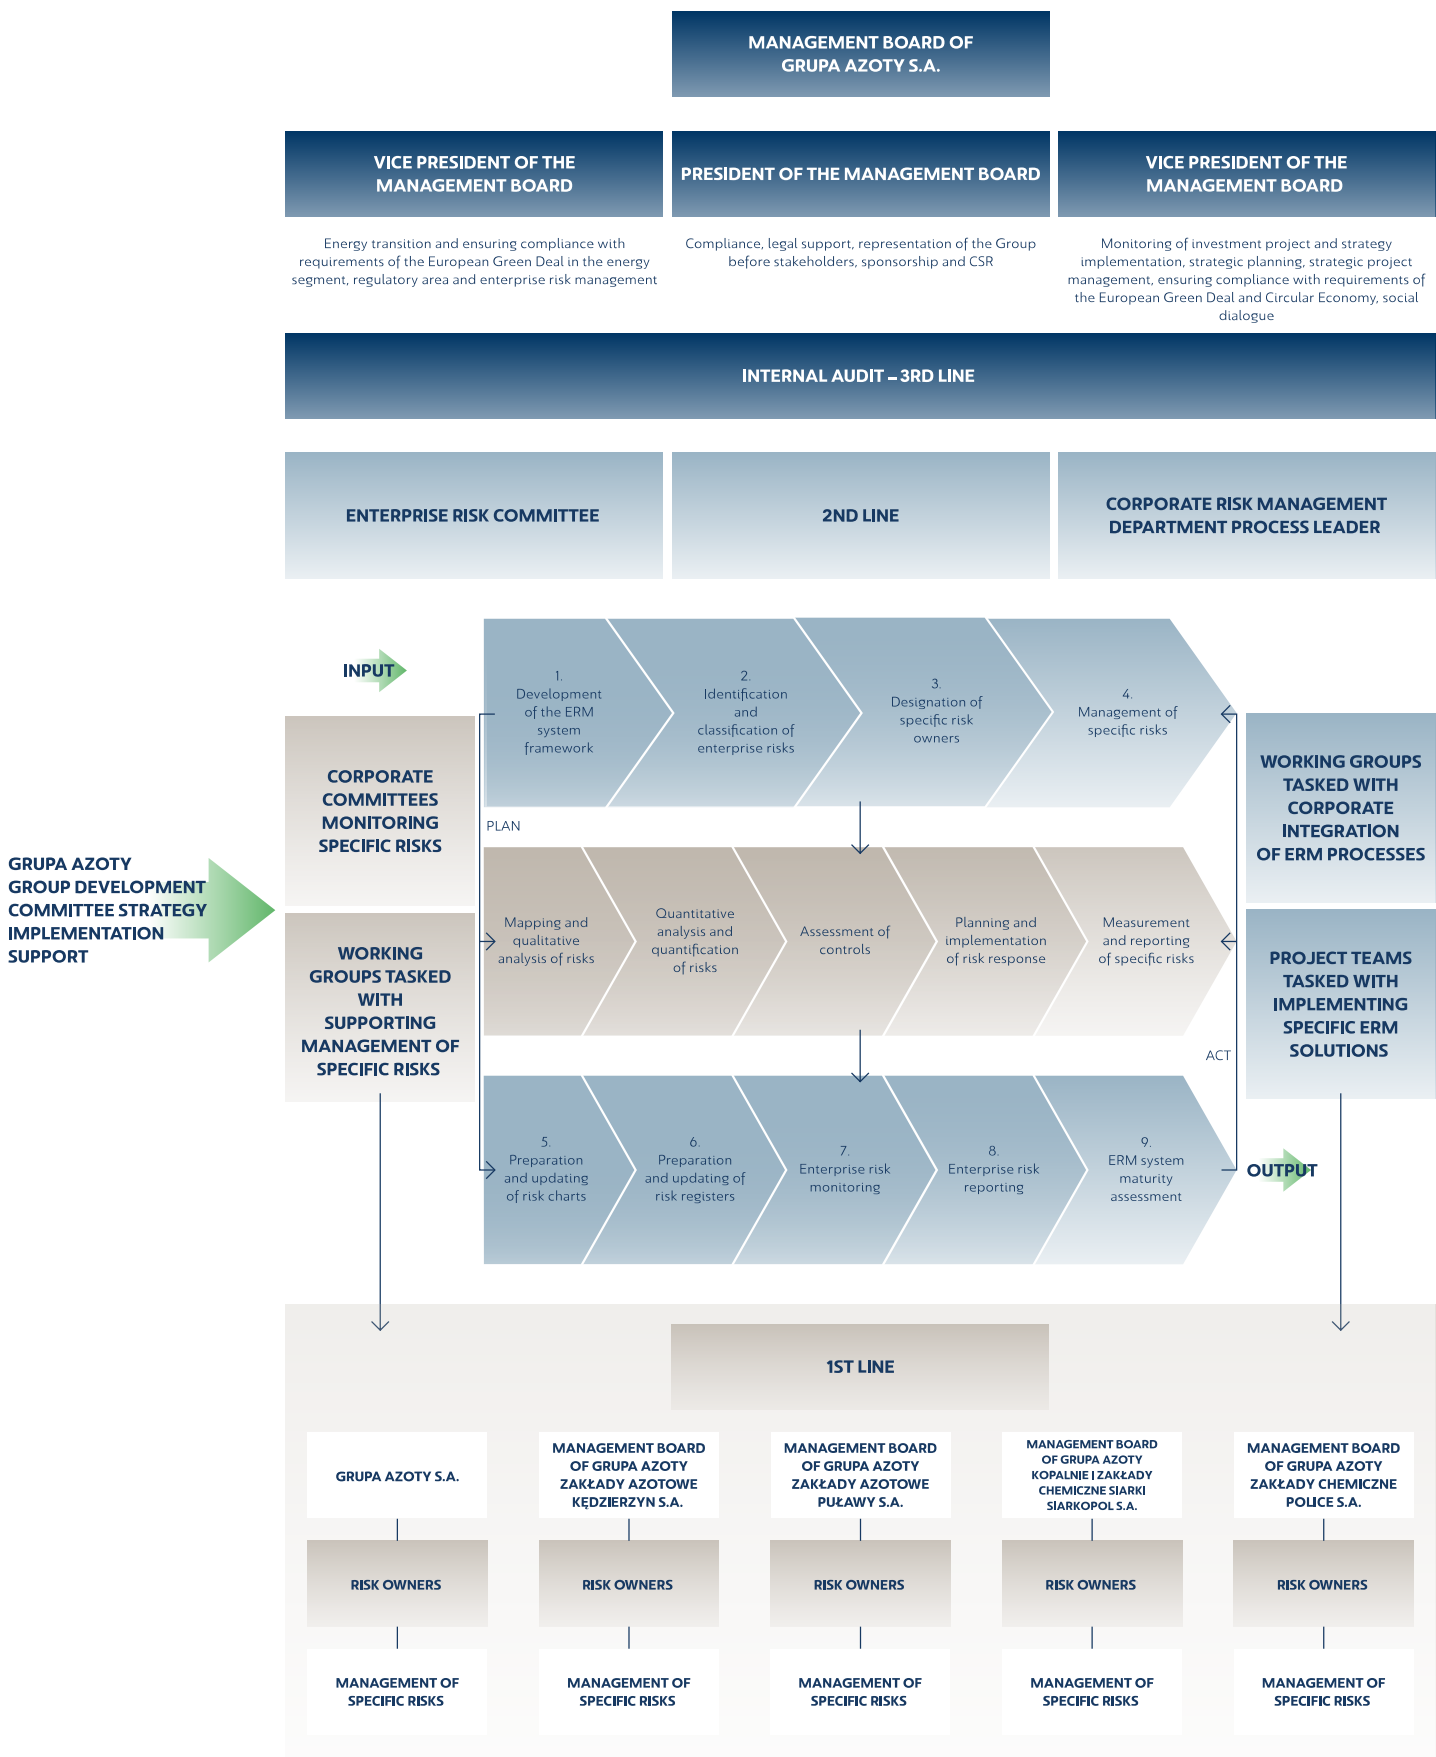 MANAGEMENT BOARD OF
GRUPA AZOTY S.A.
VICE PRESIDENT OF THE
MANAGEMENT BOARD
PRESIDENT OF THE MANAGEMENT BOARD
VICE PRESIDENT OF THE
MANAGEMENT BOARD
Energy transition and ensuring compliance with
requirements of the European Green Deal in the energy
segment, regulatory area and enterprise risk management
Compliance, legal support, representation of the Group
before stakeholders, sponsorship and CSR
Monitoring of investment project and strategy
implementation, strategic planning, strategic project
management, ensuring compliance with requirements of
the European Green Deal and Circular Economy, social
dialogue
INTERNAL AUDIT – 3RD LINE
ENTERPRISE RISK COMMITTEE
2ND LINE
CORPORATE RISK MANAGEMENT
DEPARTMENT PROCESS LEADER
INPUT
1.
Development
of the ERM
system
framework
2.
Identification
and
classification of
enterprise risks
3.
Designation of
specific risk
owners
4.
Management of
specific risks
CORPORATE
COMMITTEES
MONITORING
SPECIFIC RISKS
PLAN
WORKING GROUPS
TASKED WITH
CORPORATE
INTEGRATION
OF ERM PROCESSES
GRUPA AZOTY
GROUP DEVELOPMENT
COMMITTEE STRATEGY
IMPLEMENTATION
SUPPORT
WORKING
GROUPS TASKED
WITH
SUPPORTING
MANAGEMENT OF
SPECIFIC RISKS
Mapping and
qualitative
analysis of risks
Quantitative
analysis and
quantification
of risks
Assessment of
controls
Planning and
implementation
of risk response
Measurement
and reporting
of specific risks
PROJECT TEAMS
TASKED WITH
IMPLEMENTING
SPECIFIC ERM
SOLUTIONS
ACT
5.
Preparation
and updating
of risk charts
6.
Preparation
and updating of
risk registers
7.
Enterprise risk
monitoring
8.
Enterprise risk
reporting
9.
ERM system
maturity
assessment
OUTPUT
1ST LINE
GRUPA AZOTY S.A.
MANAGEMENT BOARD
OF GRUPA AZOTY
ZAKŁADY AZOTOWE
KĘDZIERZYN S.A.
MANAGEMENT BOARD
OF GRUPA AZOTY
ZAKŁADY AZOTOWE
PUŁAWY S.A.
MANAGEMENT BOARD
OF GRUPA AZOTY
KOPALNIE I ZAKŁADY
CHEMICZNE SIARKI
SIARKOPOL S.A.
MANAGEMENT BOARD
OF GRUPA AZOTY
ZAKŁADY CHEMICZNE
POLICE S.A.
RISK OWNERS
RISK OWNERS
RISK OWNERS
RISK OWNERS
RISK OWNERS
MANAGEMENT OF
SPECIFIC RISKS
MANAGEMENT OF
SPECIFIC RISKS
MANAGEMENT OF
SPECIFIC RISKS
MANAGEMENT OF
SPECIFIC RISKS
MANAGEMENT OF
SPECIFIC RISKS